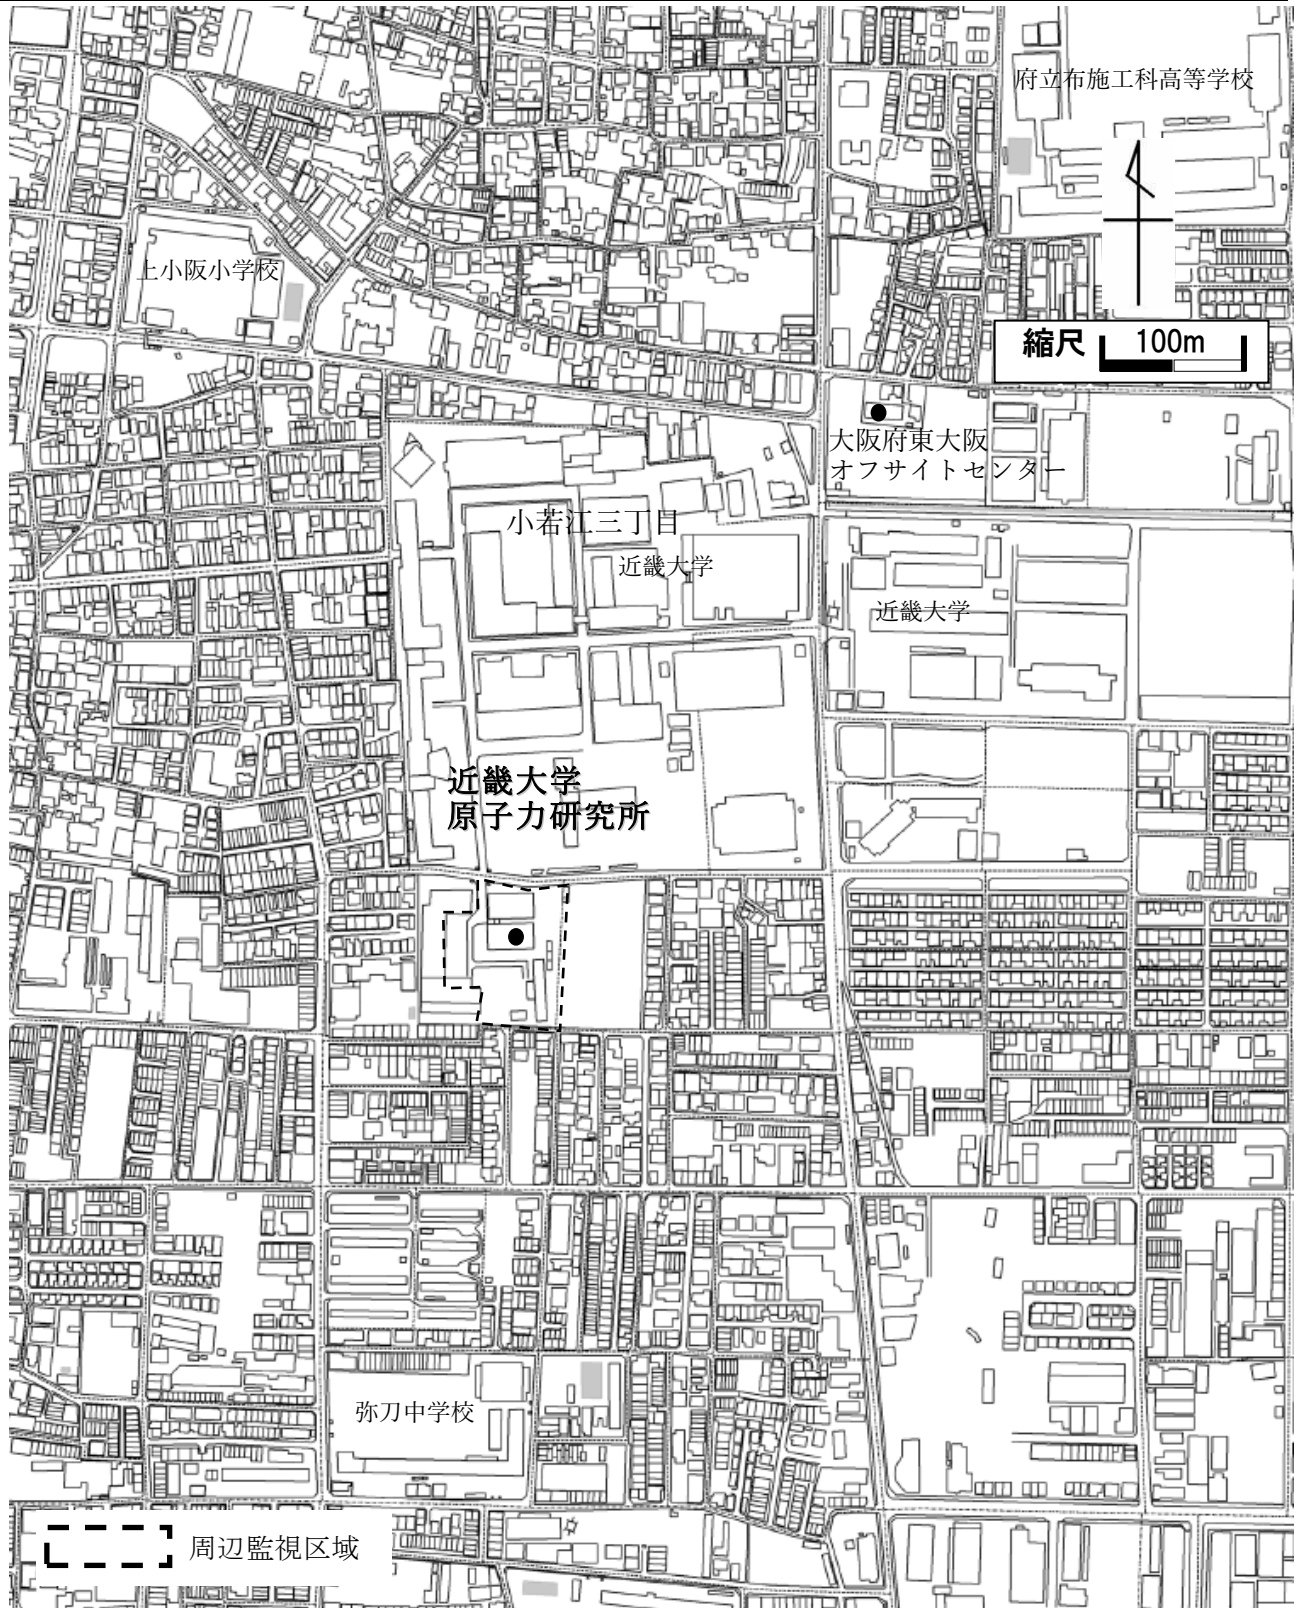 府立布施工科高等学校
上小阪小学校
縮尺 100m
大阪府東大阪
オフサイトセンター
小若江三丁目
近畿大学
近畿大学
近畿大学
原子力研究所
弥刀中学校
周辺監視区域